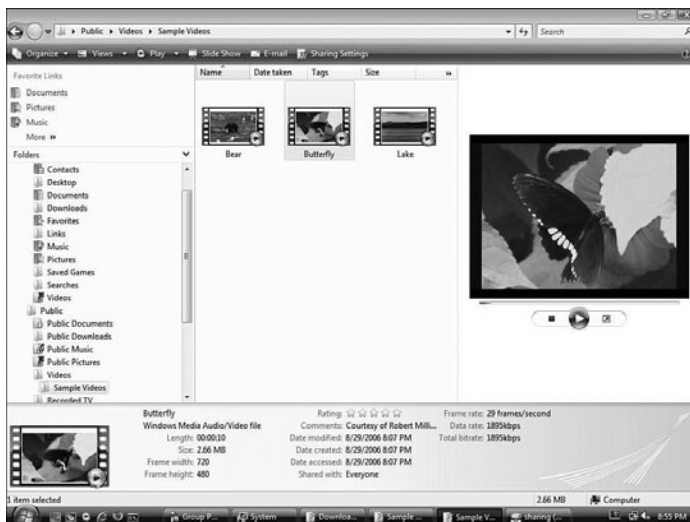 Public ▸ Videos ▸ Sample Videos
Search
Organize Views Play Slide Show E-mail Sharing Settings
Favorite Links
Documents
Pictures
Music
More »
Folders
Contacts
Desktop
Documents
Downloads
Favorites
Links
Music
Pictures
Saved Games
Searches
Videos
Public
Public Documents
Public Downloads
Public Music
Public Pictures
Videos
Sample Videos
Recorded TV
Name Date taken Tags Size »
Bear Butterfly Lake
Butterfly
Windows Media Audio/Video file
Length: 00:00:10
Size: 2.66 MB
Frame width: 720
Frame height: 480
Rating:
Comments: Courtesy of Robert Milli...
Date modified: 8/29/2006 8:07 PM
Date created: 8/29/2006 8:07 PM
Date accessed: 8/29/2006 8:07 PM
Shared with: Everyone
Frame rate: 29 frames/second
Data rate: 1895kbps
Total bitrate: 1895kbps
1 item selected 2.66 MB Computer
Group P... System Downloa... Sample ... Sample V... sharing (... 8:55 PM